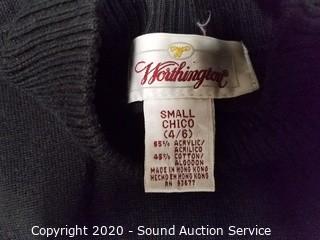 Worthington
SMALL
CHICO
(4/6)
55% ACRYLIC/
ACRILICO
45% COTTON/
ALGODON
MADE IN HONG KONG
HECHO EN HONG KONG
RN 93677
Copyright 2020 - Sound Auction Service